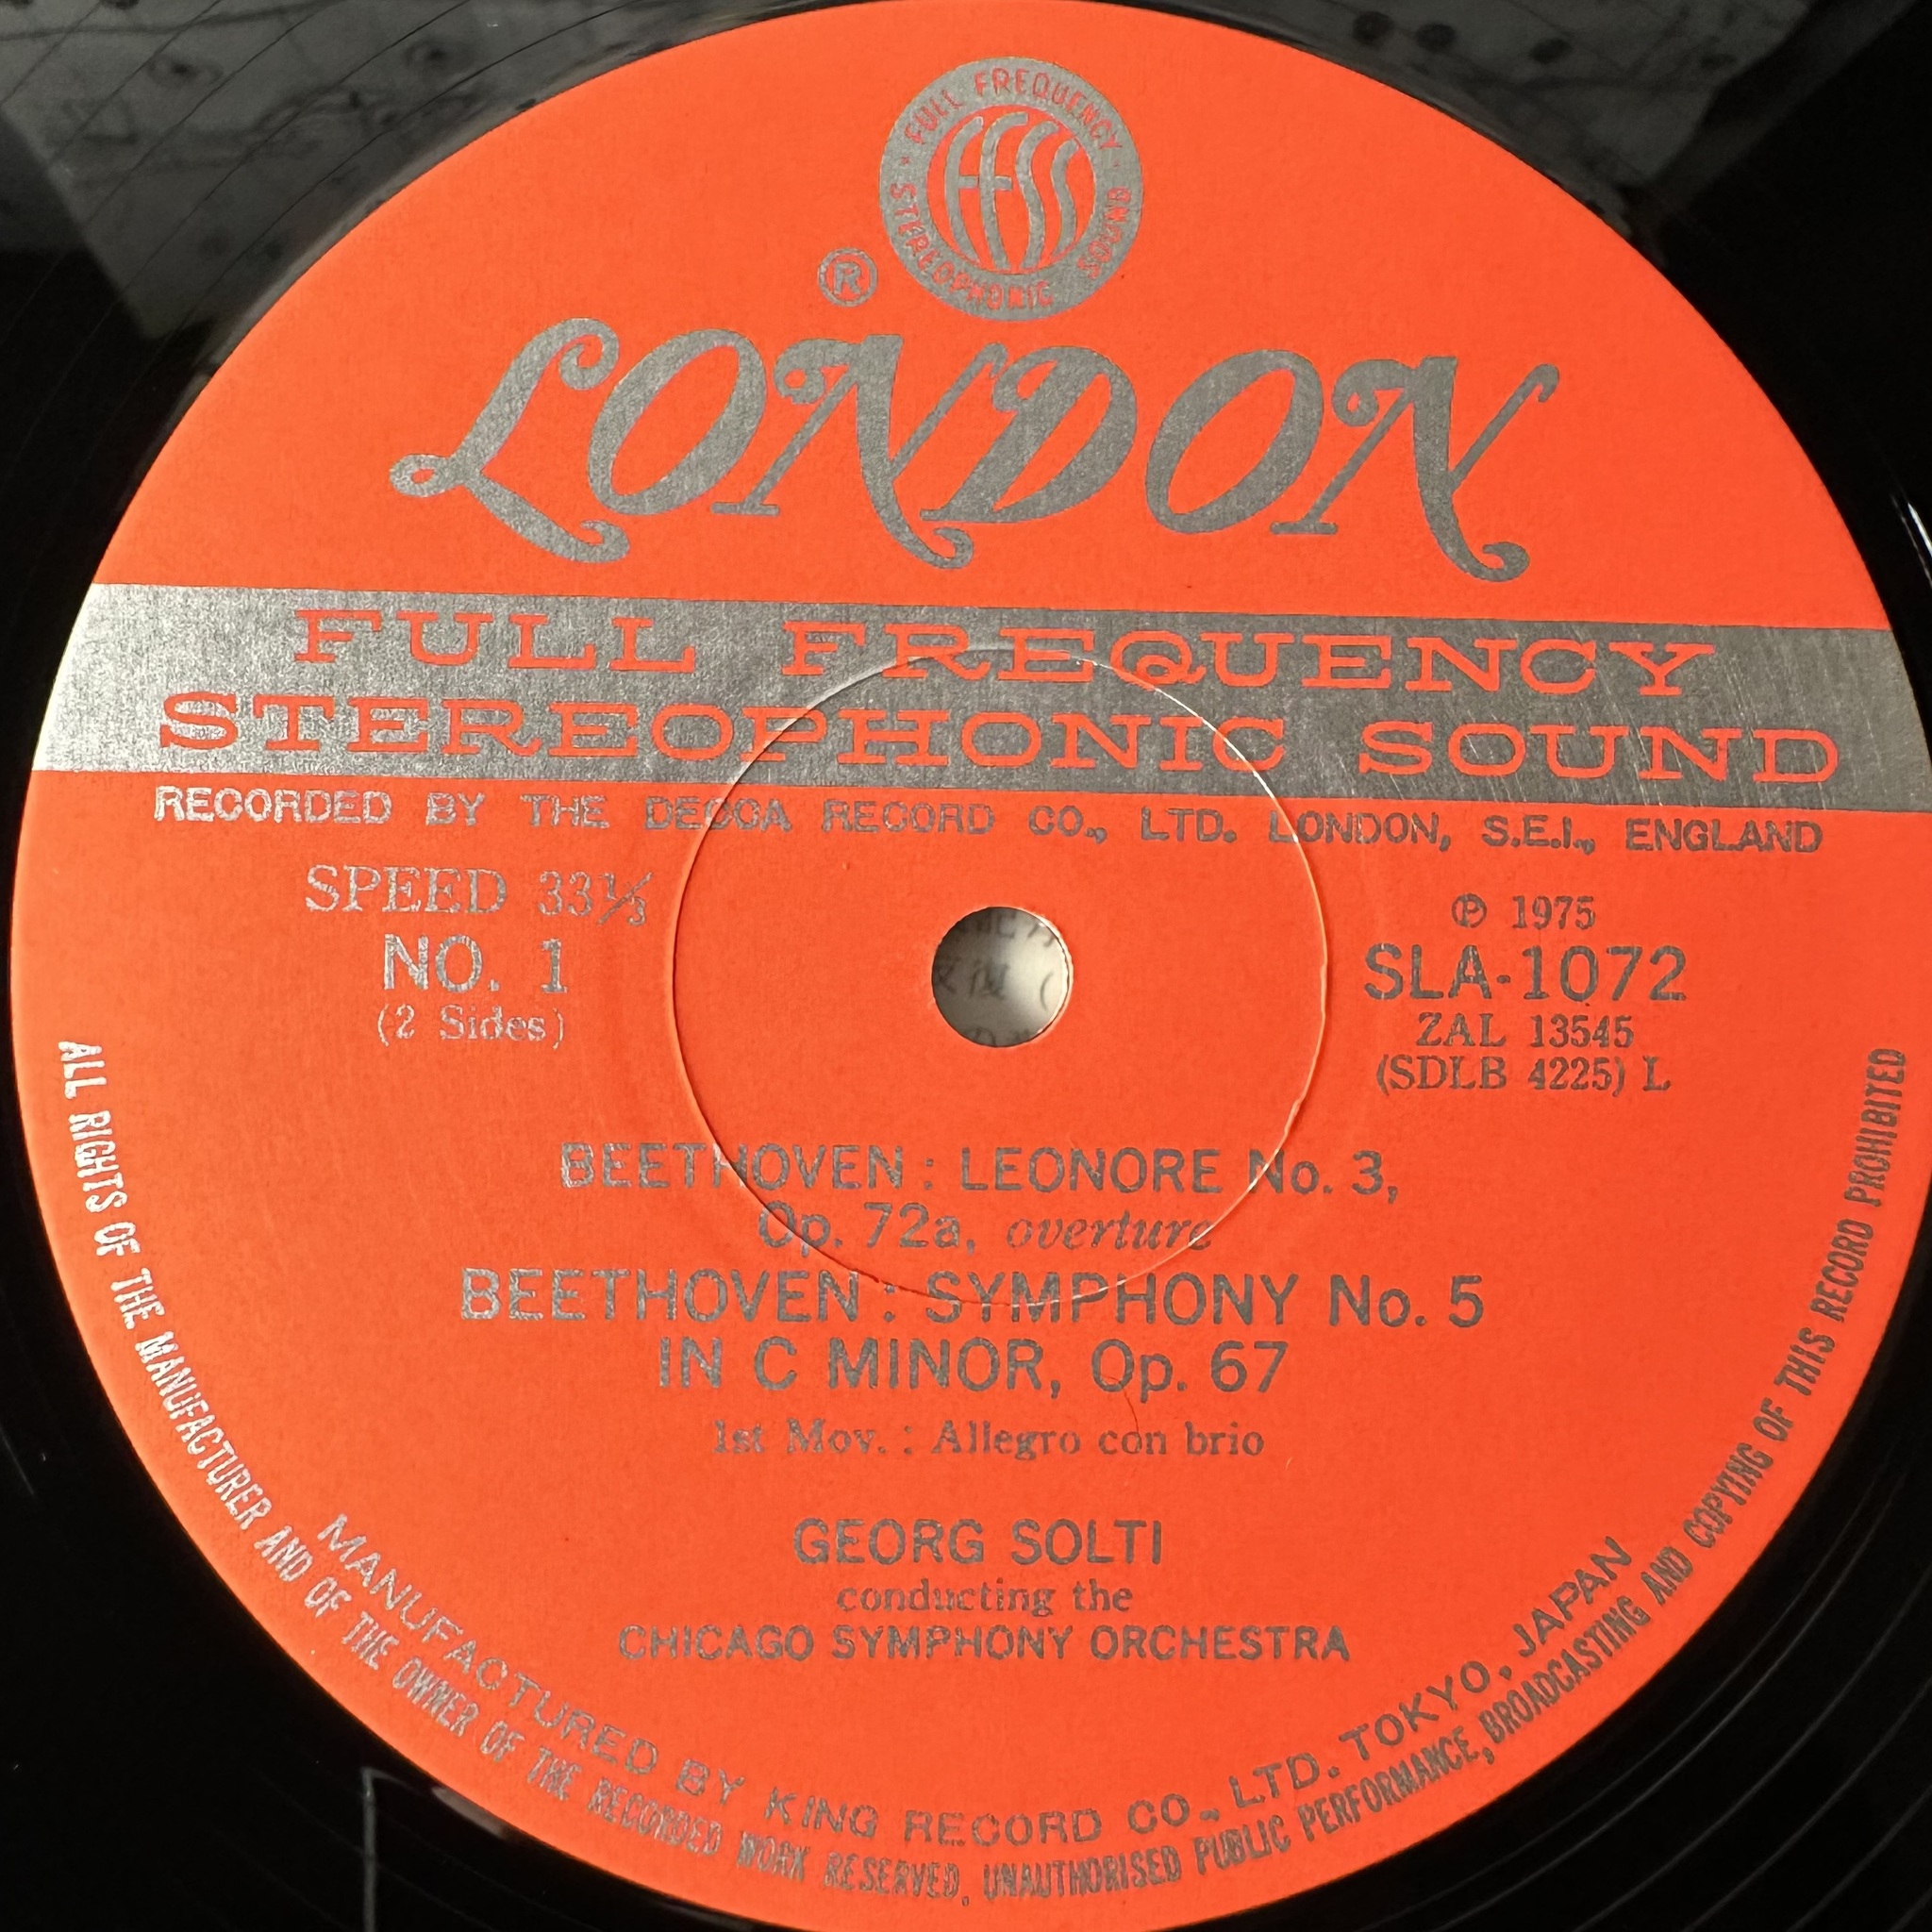 FULL FREQUENCY
STEREOPHONIC SOUND
FFSS
®
LONDON
FULL FREQUENCY
STEREOPHONIC SOUND
RECORDED BY THE DECCA RECORD CO., LTD. LONDON, S.E.I., ENGLAND
SPEED 33⅓
NO. 1
(2 Sides)
℗ 1975
SLA-1072
ZAL 13545
(SDLB 4225) L
BEETHOVEN : LEONORE No. 3,
Op. 72a, overture
BEETHOVEN : SYMPHONY No. 5
IN C MINOR, Op. 67
1st Mov. : Allegro con brio
GEORG SOLTI
conducting the
CHICAGO SYMPHONY ORCHESTRA
MANUFACTURED BY KING RECORD CO., LTD. TOKYO, JAPAN
ALL RIGHTS OF THE MANUFACTURER AND OF THE OWNER OF THE RECORDED WORK RESERVED, UNAUTHORISED PUBLIC PERFORMANCE, BROADCASTING AND COPYING OF THIS RECORD PROHIBITED